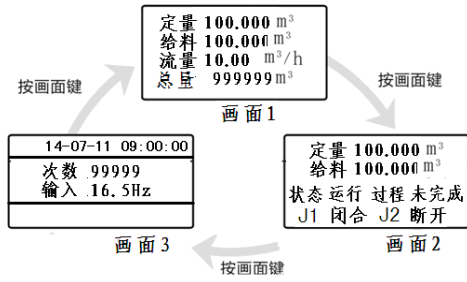 定量 100.000 m³
给料 100.000 m³
流量 10.00 m³/h
总量 999999 m³
画面1
按画面键
按画面键
14-07-11 09:00:00
次数 99999
输入 16.5Hz
画面3
定量 100.000 m³
给料 100.000 m³
状态 运行 过程 未完成
J1 闭合 J2 断开
画面2
按画面键